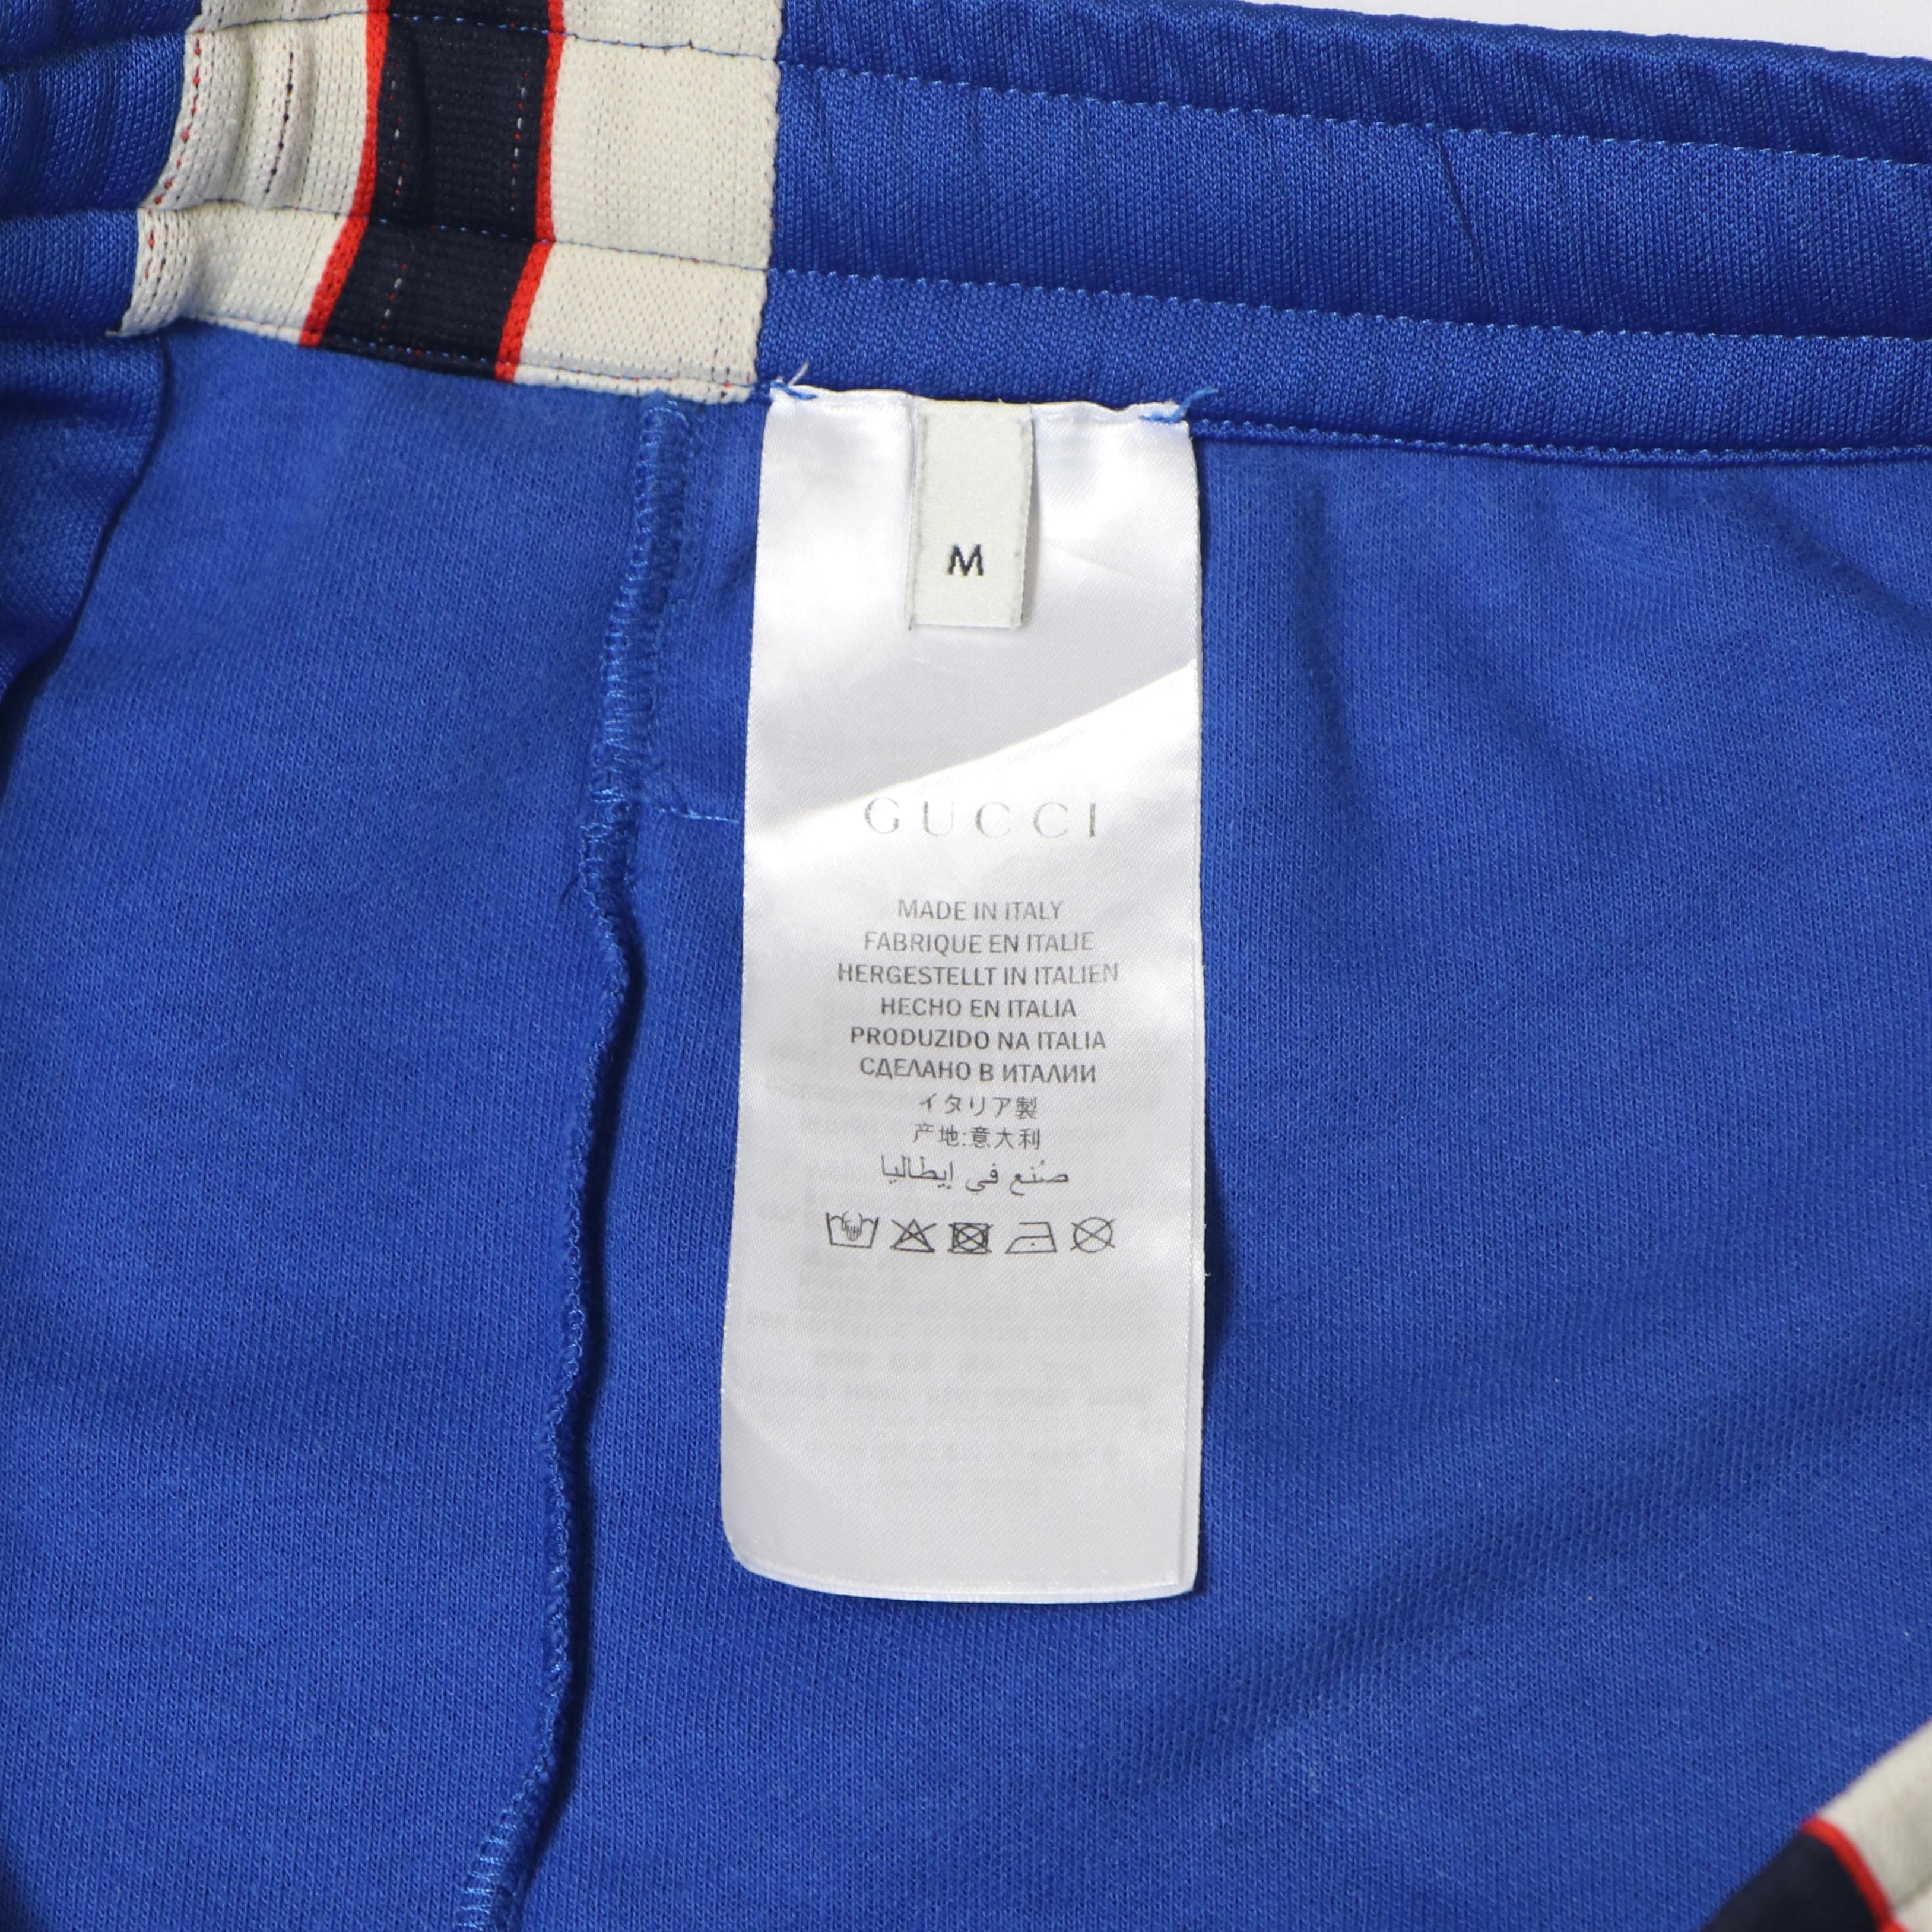 M
GUCCI
MADE IN ITALY
FABRIQUE EN ITALIE
HERGESTELLT IN ITALIEN
HECHO EN ITALIA
PRODUZIDO NA ITALIA
СДЕЛАНО В ИТАЛИИ
イタリア製
产地:意大利
صُنع في إيطاليا